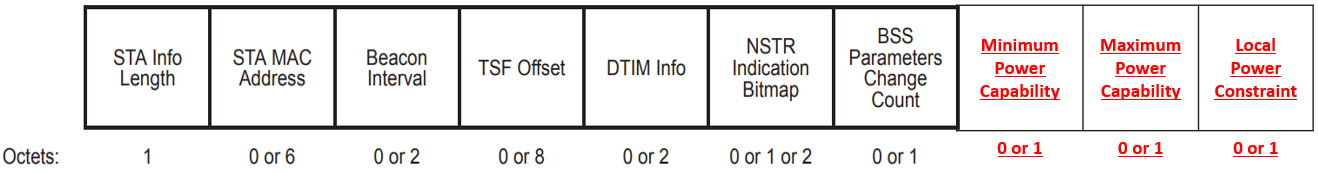 STA Info
Length
STA MAC
Address
Beacon
Interval
TSF Offset
DTIM Info
NSTR
Indication
Bitmap
BSS
Parameters
Change
Count
Minimum
Power
Capability
Maximum
Power
Capability
Local
Power
Constraint
Octets: 1 0 or 6 0 or 2 0 or 8 0 or 2 0 or 1 or 2 0 or 1 0 or 1 0 or 1 0 or 1